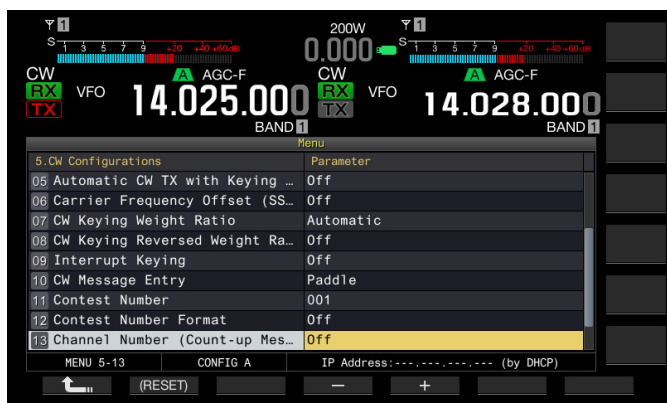 1 200W 1
S 1 3 5 7 9 +20 +40 +60dB 0.000 S 1 3 5 7 9 +20 +40 +60dB
CW A AGC-F CW A AGC-F
RX VFO 14.025.000 RX VFO 14.028.000
TX TX
BAND 1 BAND 1
Menu
5.CW Configurations Parameter
05 Automatic CW TX with Keying … Off
06 Carrier Frequency Offset (SS… Off
07 CW Keying Weight Ratio Automatic
08 CW Keying Reversed Weight Ra… Off
09 Interrupt Keying Off
10 CW Message Entry Paddle
11 Contest Number 001
12 Contest Number Format Off
13 Channel Number (Count-up Mes… Off
MENU 5-13 CONFIG A IP Address:---.---.---.--- (by DHCP)
(RESET) − +